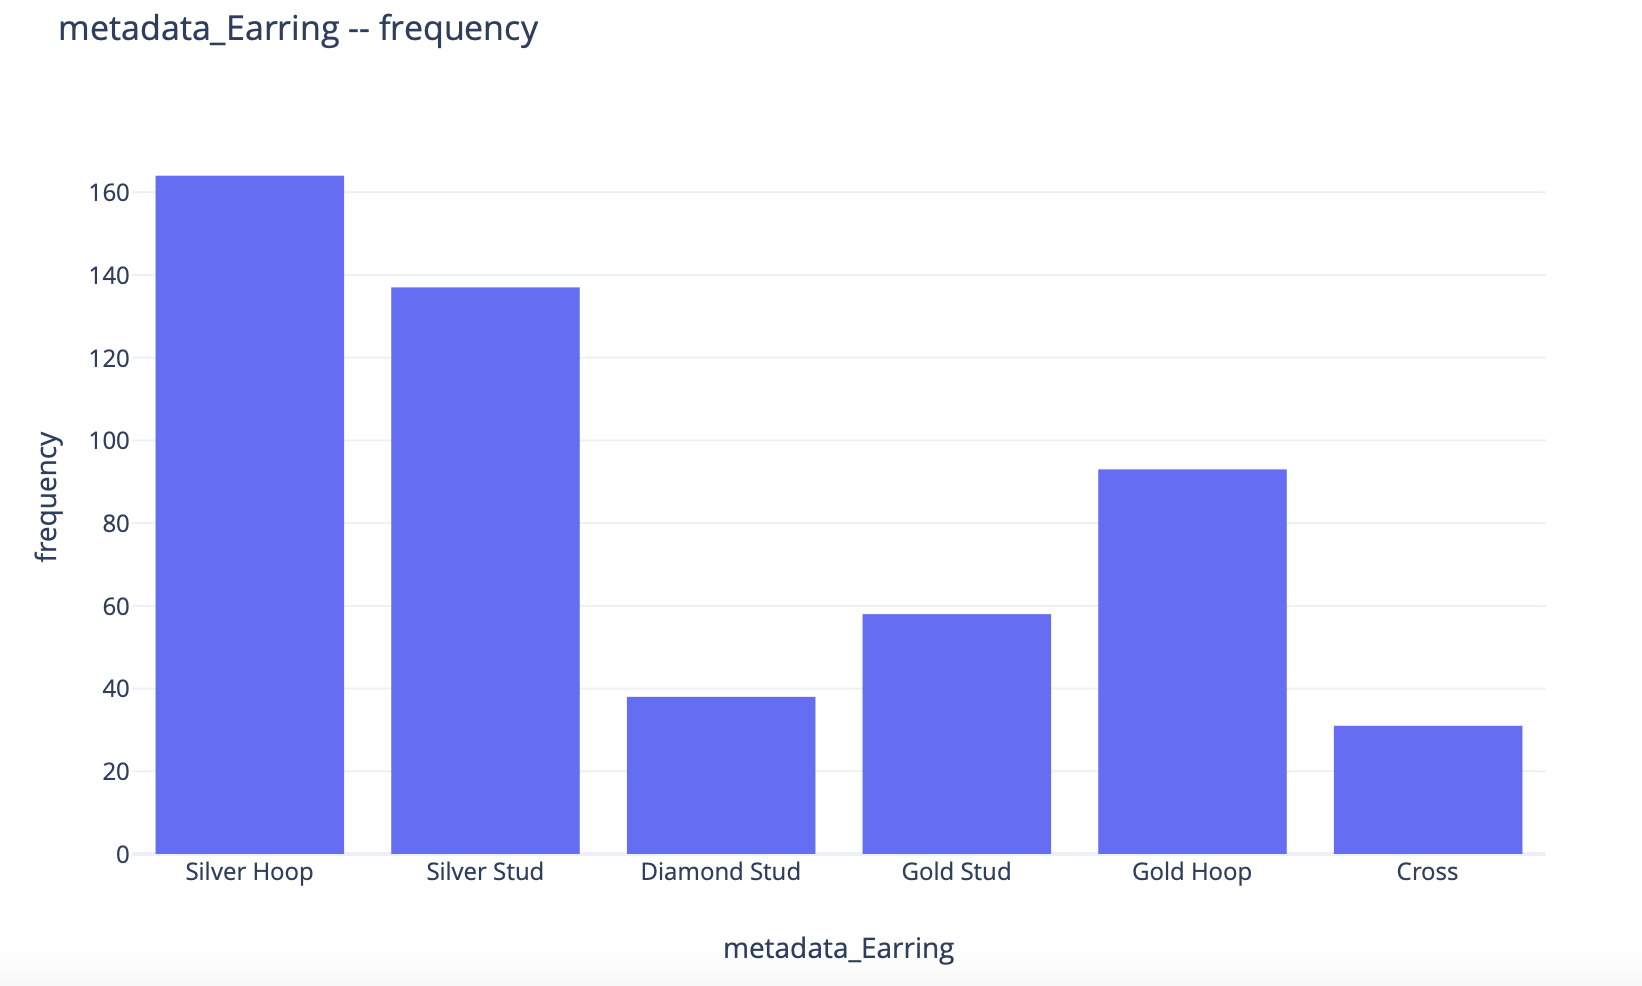 metadata_Earring -- frequency
160
140
120
100
80
60
40
20
0
frequency
Silver Hoop
Silver Stud
Diamond Stud
Gold Stud
Gold Hoop
Cross
metadata_Earring